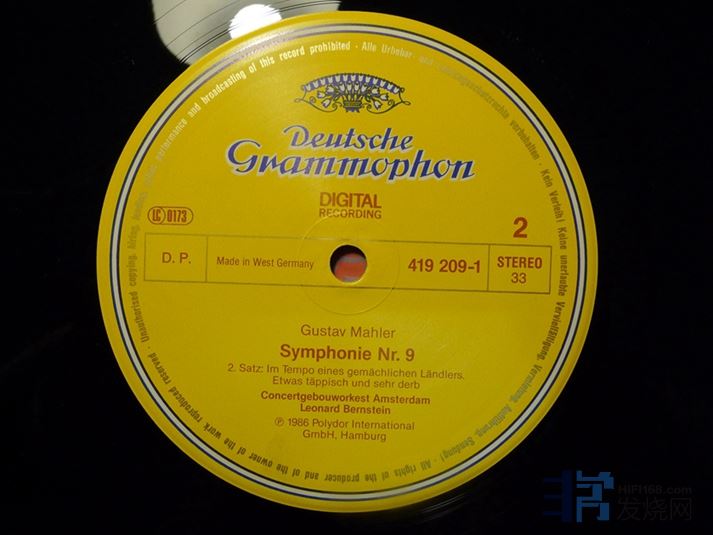 Unauthorised copying, hiring, lending, public performance and broadcasting of this record prohibited · Alle Urheber- und Leistungsschutzrechte vorbehalten · Kein Verleih! Keine unerlaubte Vervielfältigung, Vermietung, Aufführung, Sendung! · All rights of the producer and of the owner of the work reproduced reserved ·
Deutsche
Grammophon
DIGITAL
RECORDING
LC 0173
2
D. P.
Made in West Germany
419 209-1
STEREO
33
Gustav Mahler
Symphonie Nr. 9
2. Satz: Im Tempo eines gemächlichen Ländlers.
Etwas täppisch und sehr derb
Concertgebouworkest Amsterdam
Leonard Bernstein
℗ 1986 Polydor International
GmbH, Hamburg
HIFI168.com
发烧网